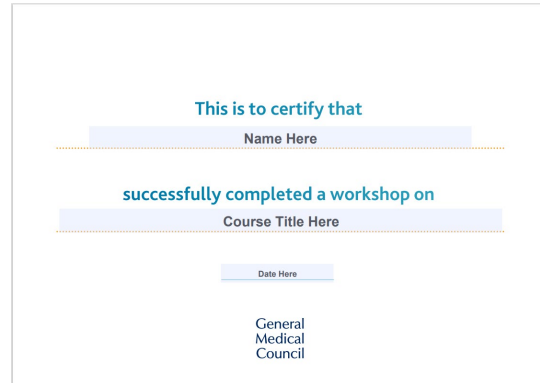 This is to certify that
Name Here
successfully completed a workshop on
Course Title Here
Date Here
General
Medical
Council